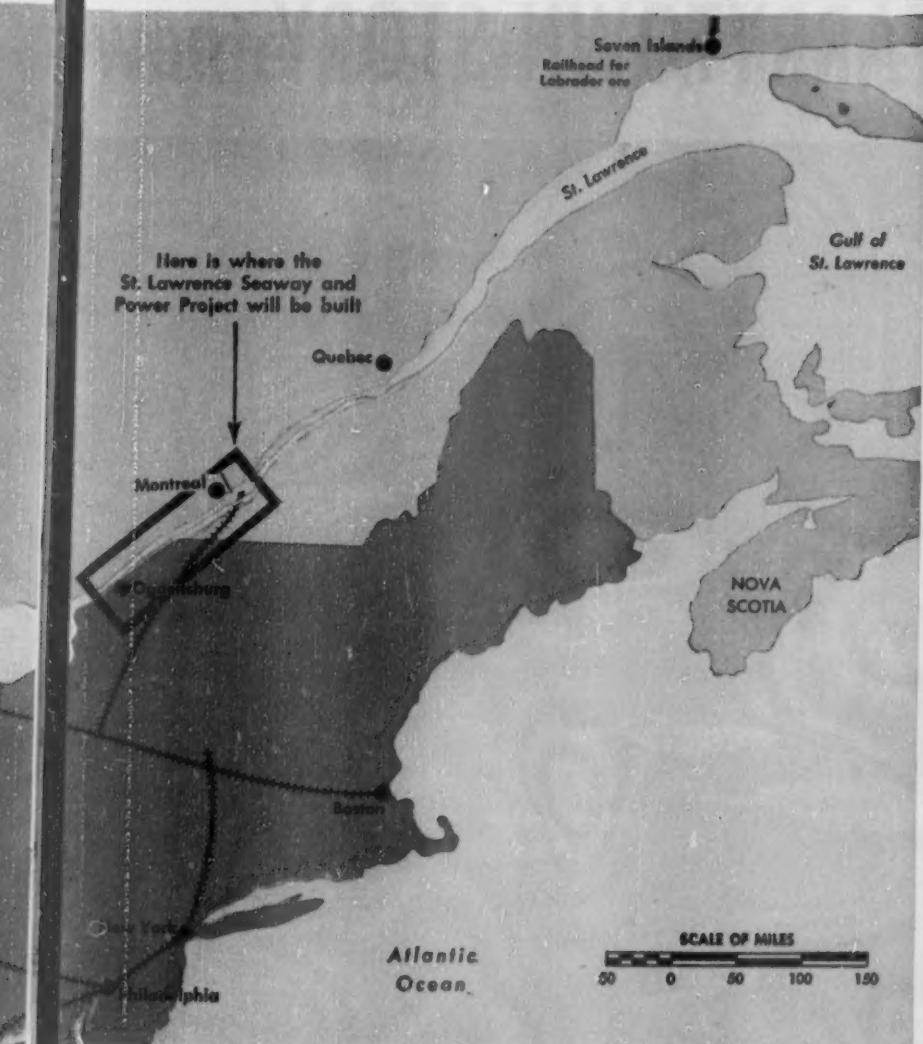 Seven Islands
Railhead for
Labrador ore
St. Lawrence
Gulf of
St. Lawrence
Here is where the
St. Lawrence Seaway and
Power Project will be built
Quebec
Montreal
Ogdensburg
NOVA
SCOTIA
Boston
New York
Philadelphia
Atlantic
Ocean
SCALE OF MILES
50 0 50 100 150